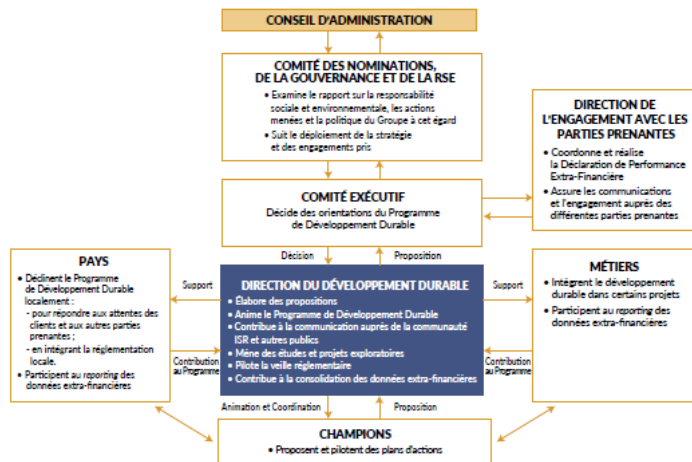 CONSEIL D'ADMINISTRATION
COMITÉ DES NOMINATIONS,
DE LA GOUVERNANCE ET DE LA RSE
• Examine le rapport sur la responsabilité
sociale et environnementale, les actions
menées et la politique du Groupe à cet égard
• Suit le déploiement de la stratégie
et des engagements pris
DIRECTION DE
L'ENGAGEMENT AVEC LES
PARTIES PRENANTES
• Coordonne et réalise
la Déclaration de Performance
Extra-Financière
• Assure les communications
et l'engagement auprès des
différentes parties prenantes
COMITÉ EXÉCUTIF
Décide des orientations du Programme
de Développement Durable
Décision
Proposition
PAYS
• Déclinent le Programme
de Développement Durable
localement :
- pour répondre aux attentes des
clients et aux autres parties
prenantes ;
- en intégrant la réglementation
locale.
• Participent au reporting des
données extra-financières
Support
Contribution
au Programme
DIRECTION DU DÉVELOPPEMENT DURABLE
• Élabore des propositions
• Anime le Programme de Développement Durable
• Contribue à la communication auprès de la communauté
ISR et autres publics
• Mène des études et projets exploratoires
• Pilote la veille réglementaire
• Contribue à la consolidation des données extra-financières
Support
Contribution
au Programme
MÉTIERS
• Intègrent le développement
durable dans certains projets
• Participent au reporting des
données extra-financières
Animation et Coordination
Proposition
CHAMPIONS
• Proposent et pilotent des plans d'actions